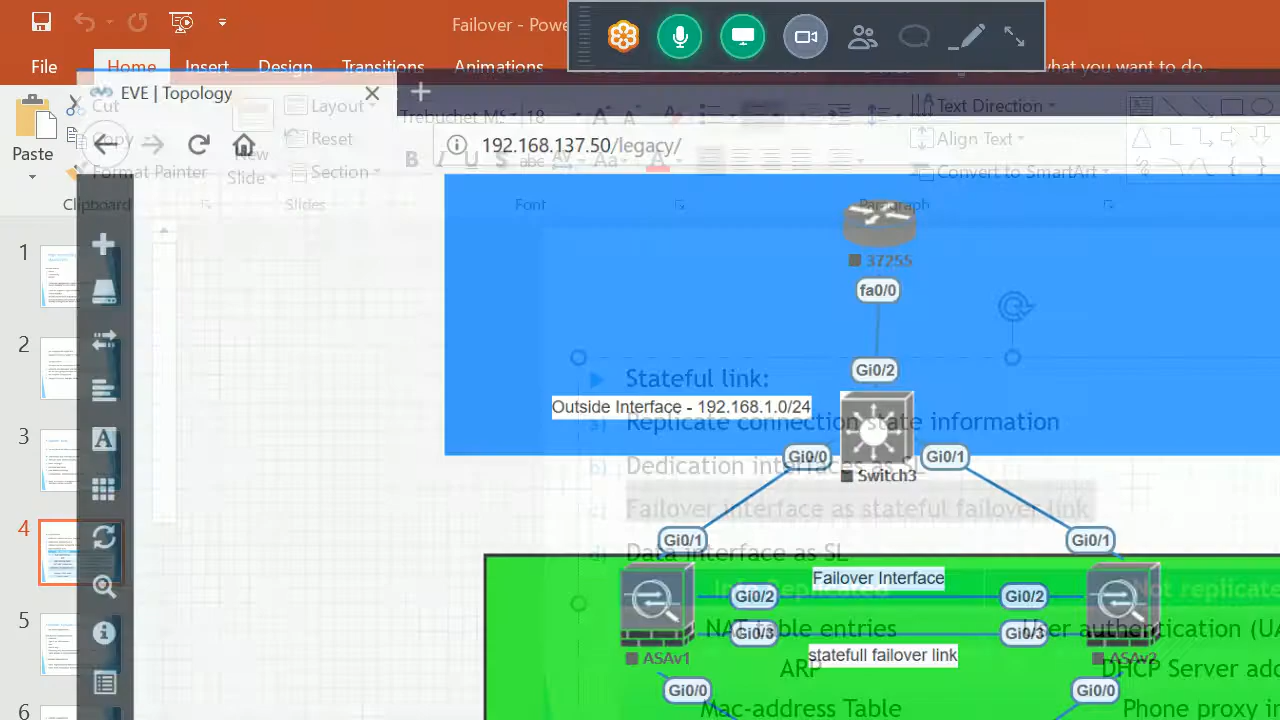 Failover - Powe
File Home Insert Design Transitions Animations what you want to do.
EVE | Topology
Cut
Copy
Format Painter
Paste
Clipboard
New
Slide
Layout
Reset
Section
Slides
Trebuchet MS 18
B I U S abc AV Aa A
Font
Text Direction
Align Text
Convert to SmartArt
Paragraph
192.168.137.50/legacy/
1
2
3
4
5
6
37255
fa0/0
Gi0/2
Stateful link:
Outside Interface - 192.168.1.0/24
a) Replicate connection state information
Gi0/0
Gi0/1
b) Dedication interfaces as S
Switch3
c) Failover interface as stateful failover link
Gi0/1
Gi0/1
d) Data interface as SL
Failover Interface
Gi0/2
Gi0/2
Not replicate
NAT table entries
User authentication (UA
Gi0/3
Gi0/3
statefull failover link
ASAv1
ASAv2
ARP
DHCP Server add
Gi0/0
Gi0/0
Mac-address Table
Phone proxy in